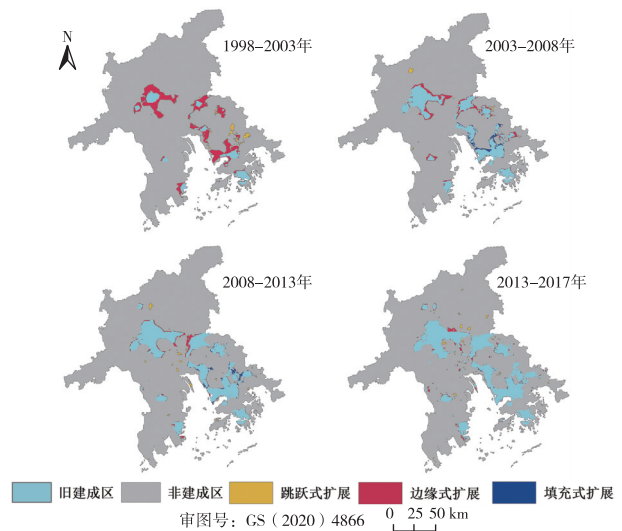 N
1998–2003年
2003–2008年
2008–2013年
2013–2017年
旧建成区 非建成区 跳跃式扩展 边缘式扩展 填充式扩展
审图号：GS（2020）4866 0 25 50 km